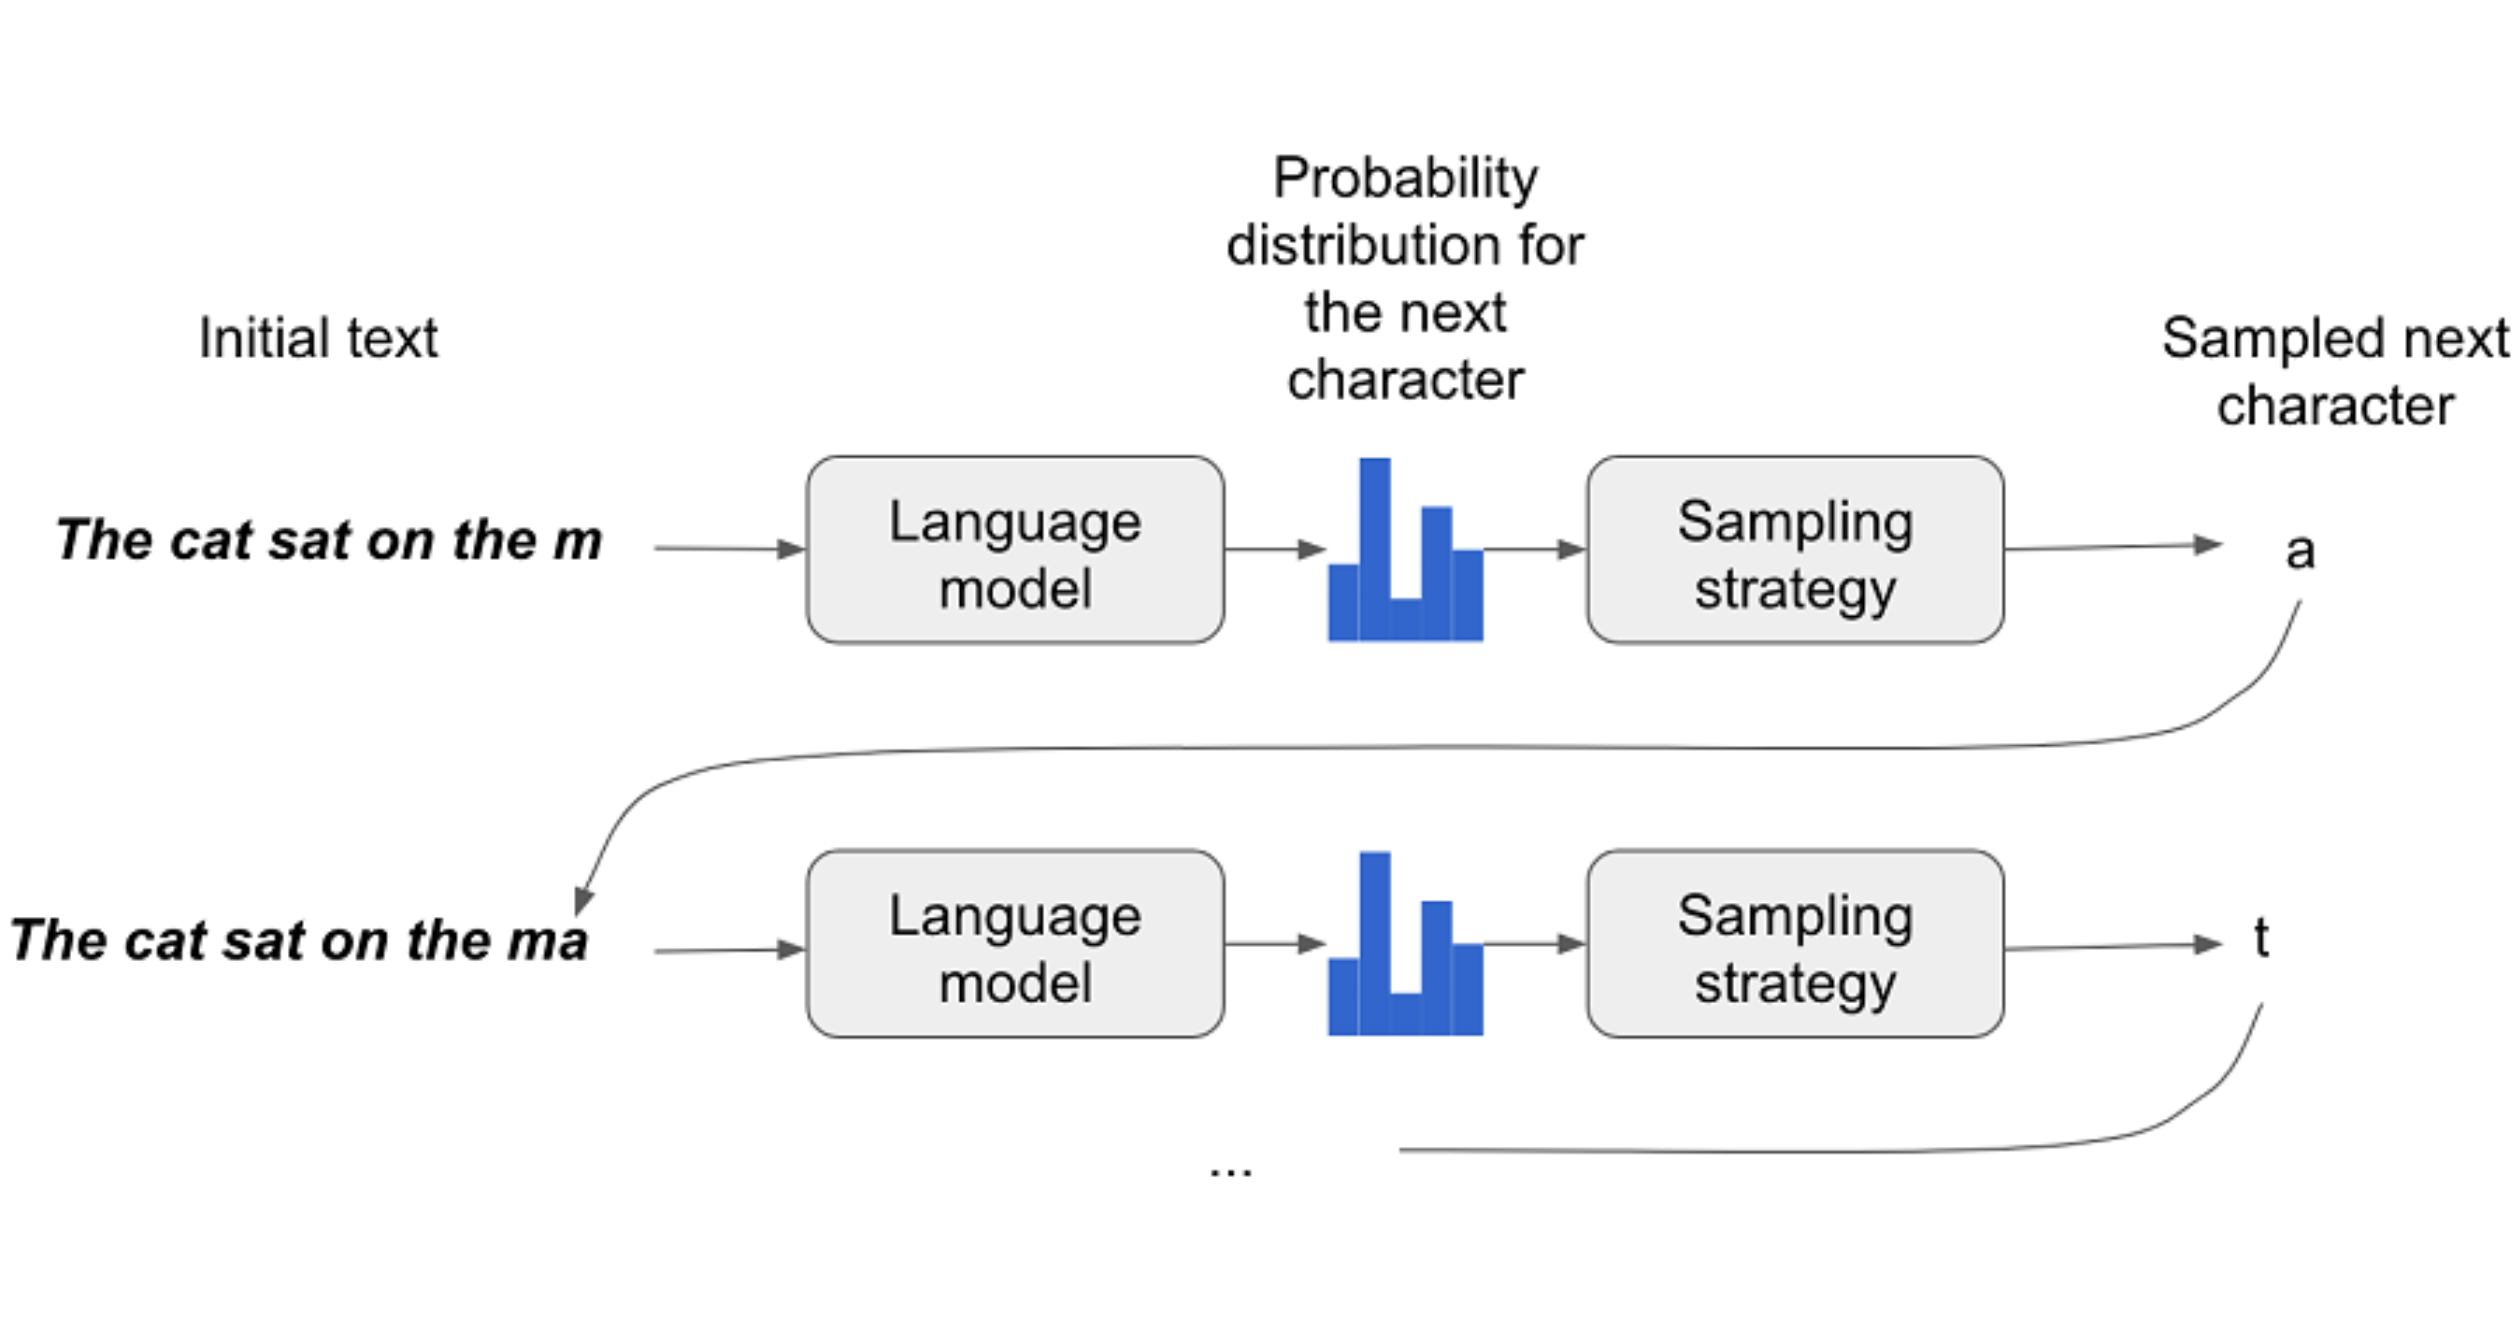 Probability
distribution for
the next
character
Initial text
Sampled next
character
The cat sat on the m
Language
model
Sampling
strategy
a
The cat sat on the ma
Language
model
Sampling
strategy
t
...